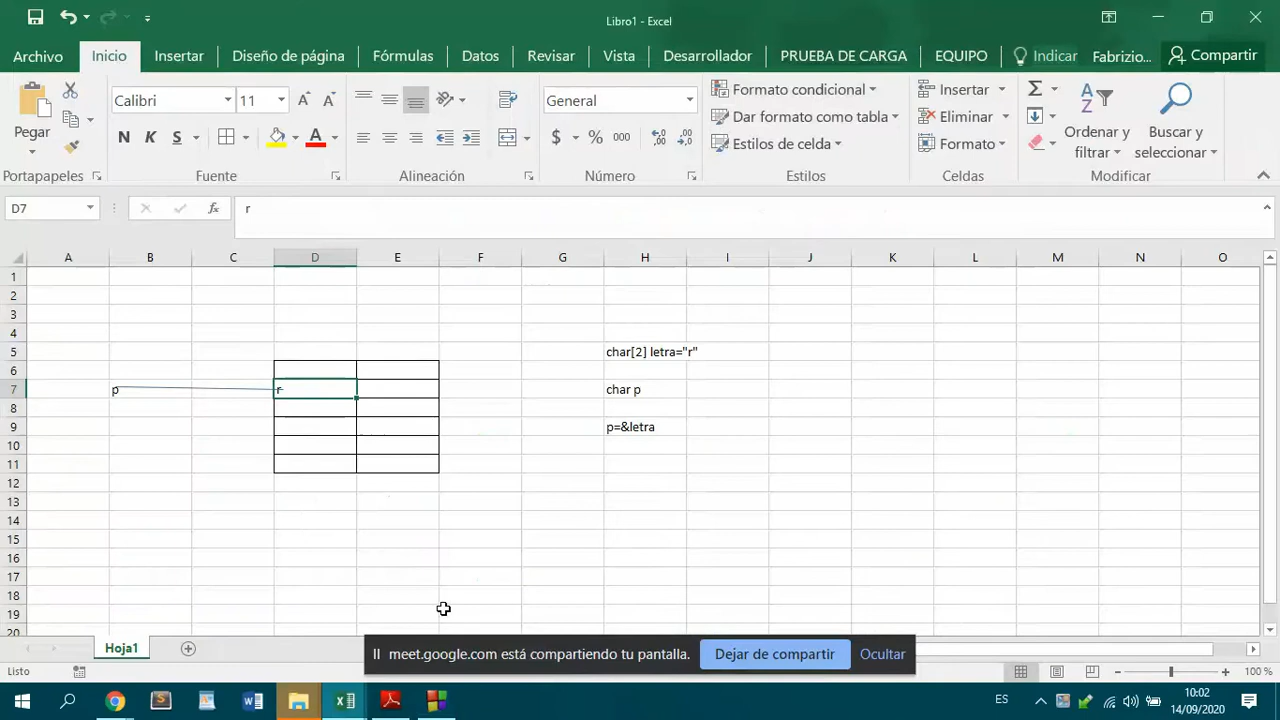 Libro1 - Excel
Archivo Inicio Insertar Diseño de página Fórmulas Datos Revisar Vista Desarrollador PRUEBA DE CARGA EQUIPO Indicar Fabrizio... Compartir
Calibri 11 General Formato condicional Insertar
Pegar Dar formato como tabla Eliminar Ordenar y filtrar Buscar y seleccionar
N K S A $ % 000 Estilos de celda Formato
Portapapeles Fuente Alineación Número Estilos Celdas Modificar
D7 fx r
A B C D E F G H I J K L M N O
1
2
3
4
5 char[2] letra="r"
6
7 p r char p
8
9 p=&letra
10
11
12
13
14
15
16
17
18
19
20
Hoja1
meet.google.com está compartiendo tu pantalla. Dejar de compartir Ocultar
Listo 100 %
ES 10:02
14/09/2020